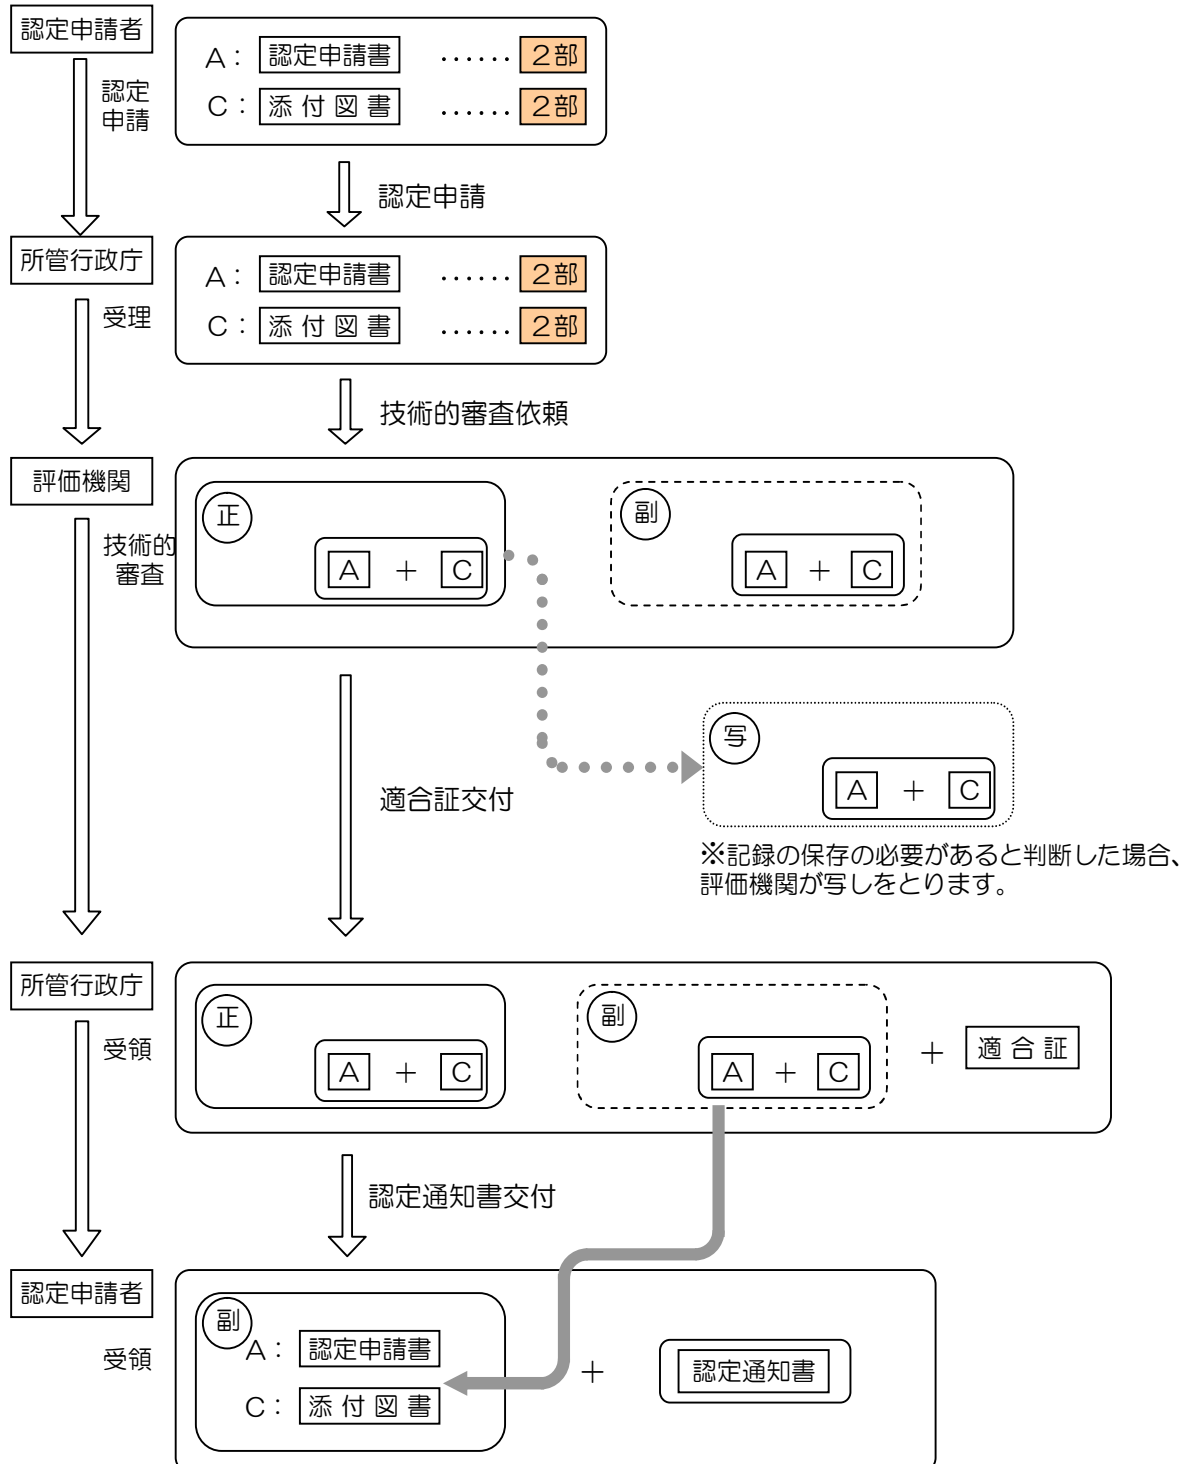 認定申請者
認定
申請
A： 認定申請書 …… ２部
C： 添 付 図 書 …… ２部
認定申請
所管行政庁
受理
A： 認定申請書 …… ２部
C： 添 付 図 書 …… ２部
技術的審査依頼
評価機関
技術的
審査
正
A ＋ C
副
A ＋ C
写
A ＋ C
※記録の保存の必要があると判断した場合、
評価機関が写しをとります。
適合証交付
所管行政庁
受領
正
A ＋ C
副
A ＋ C
＋ 適 合 証
認定通知書交付
認定申請者
受領
副
A： 認定申請書
C： 添 付 図 書
＋ 認定通知書